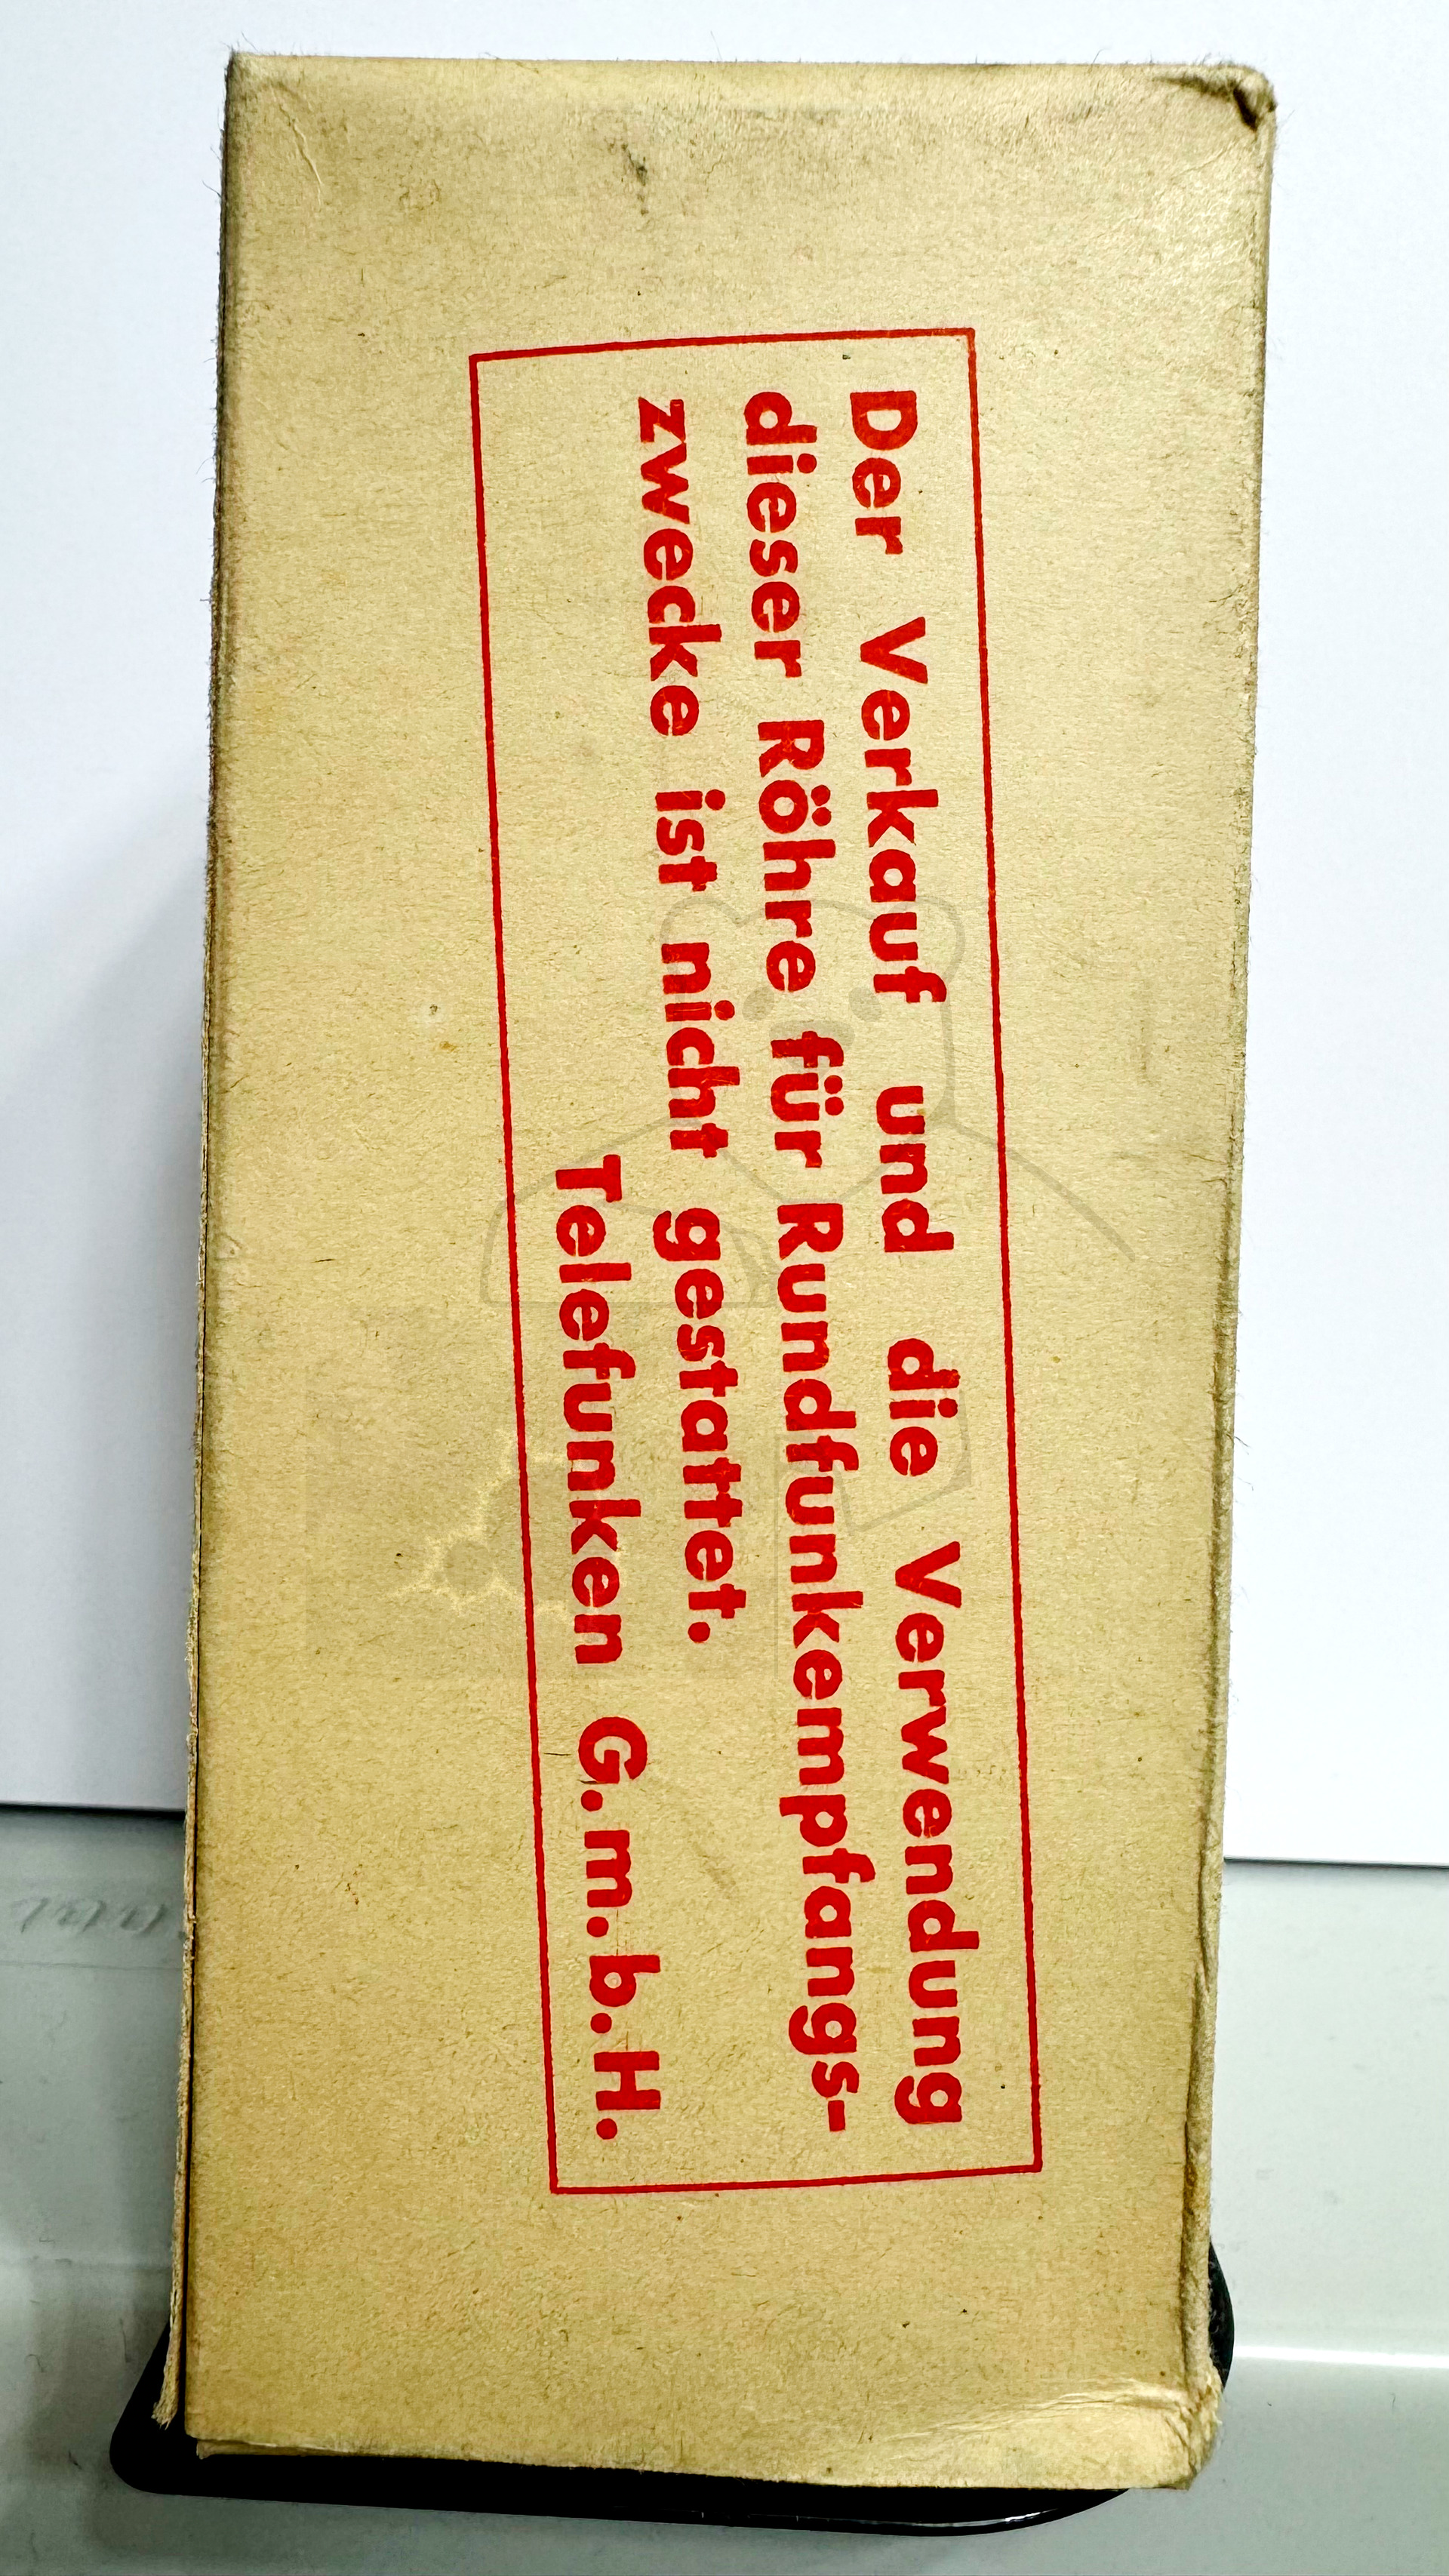 Der Verkauf und die Verwendung
dieser Röhre für Rundfunkempfangs-
zwecke ist nicht gestattet.
Telefunken G.m.b.H.